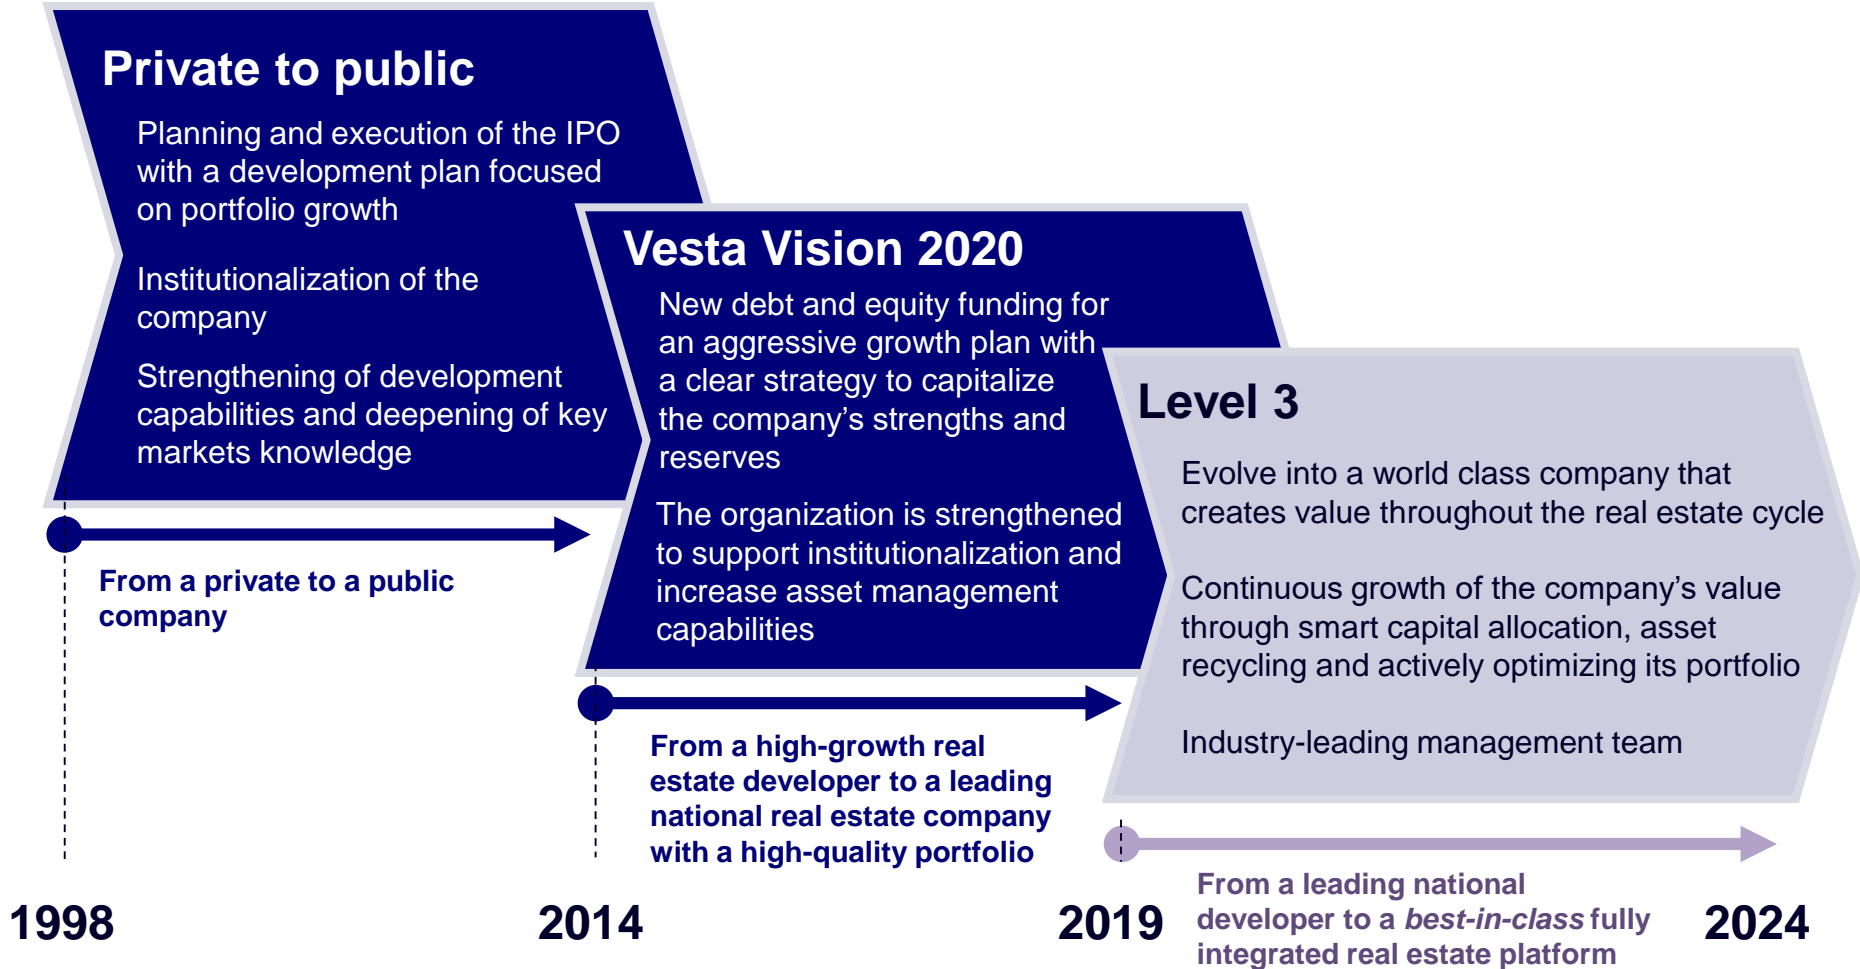 Private to public
Planning and execution of the IPO
with a development plan focused
on portfolio growth
Institutionalization of the
company
Strengthening of development
capabilities and deepening of key
markets knowledge
From a private to a public
company
Vesta Vision 2020
New debt and equity funding for
an aggressive growth plan with
a clear strategy to capitalize
the company’s strengths and
reserves
The organization is strengthened
to support institutionalization and
increase asset management
capabilities
From a high-growth real
estate developer to a leading
national real estate company
with a high-quality portfolio
Level 3
Evolve into a world class company that
creates value throughout the real estate cycle
Continuous growth of the company’s value
through smart capital allocation, asset
recycling and actively optimizing its portfolio
Industry-leading management team
From a leading national
developer to a best-in-class fully
integrated real estate platform
1998
2014
2019
2024